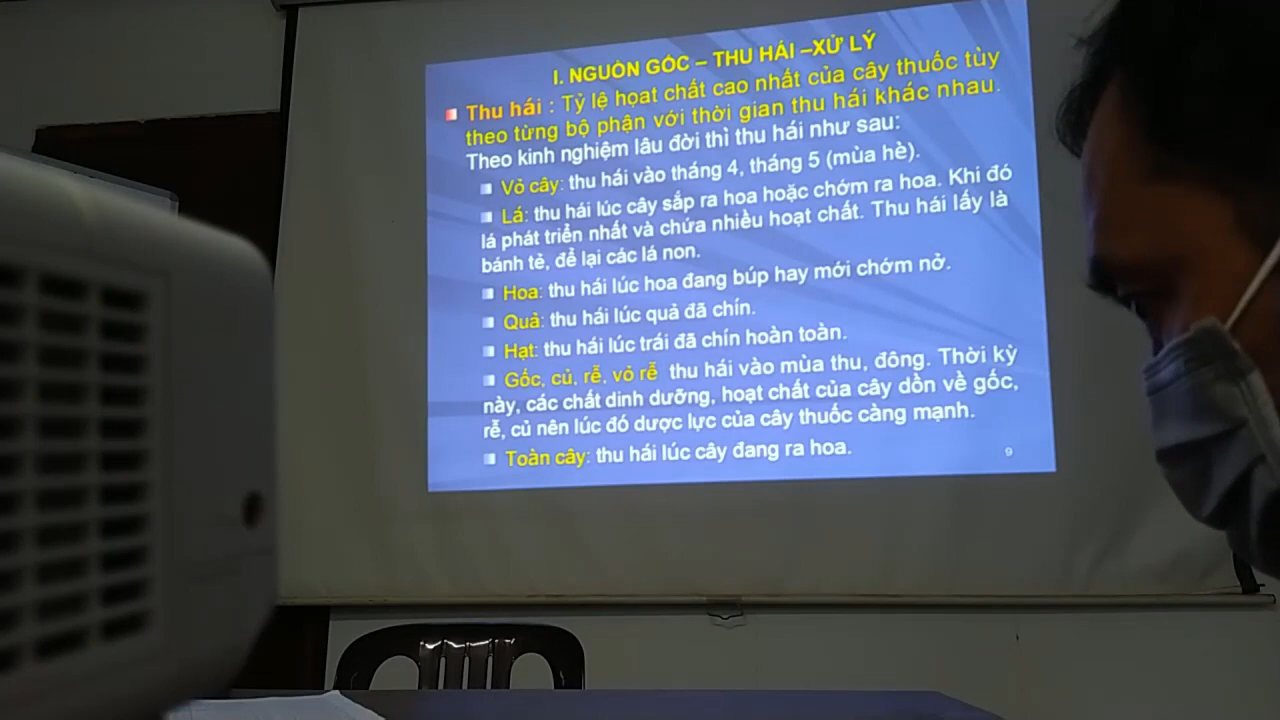 I. NGUỒN GỐC – THU HÁI –XỬ LÝ
Thu hái : Tỷ lệ họat chất cao nhất của cây thuốc tùy
theo từng bộ phận với thời gian thu hái khác nhau.
Theo kinh nghiệm lâu đời thì thu hái như sau:
Vỏ cây: thu hái vào tháng 4, tháng 5 (mùa hè).
Lá: thu hái lúc cây sắp ra hoa hoặc chớm ra hoa. Khi đó
lá phát triển nhất và chứa nhiều hoạt chất. Thu hái lấy là
bánh tẻ, để lại các lá non.
Hoa: thu hái lúc hoa đang búp hay mới chớm nở.
Quả: thu hái lúc quả đã chín.
Hạt: thu hái lúc trái đã chín hoàn toàn.
Gốc, củ, rễ, vỏ rễ thu hái vào mùa thu, đông. Thời kỳ
này, các chất dinh dưỡng, hoạt chất của cây dồn về gốc,
rễ, củ nên lúc đó dược lực của cây thuốc càng mạnh.
Toàn cây: thu hái lúc cây đang ra hoa.
9